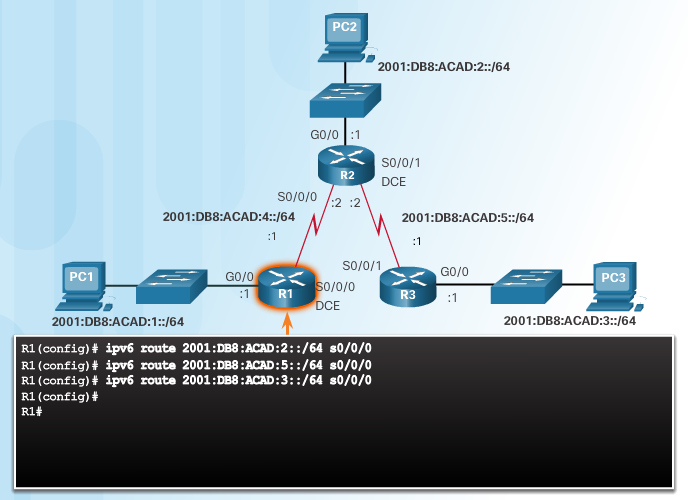 PC2
2001:DB8:ACAD:2::/64
G0/0 :1
R2
S0/0/1
DCE
S0/0/0
:2 :2
2001:DB8:ACAD:4::/64
2001:DB8:ACAD:5::/64
:1
:1
PC1
G0/0
:1
R1
S0/0/0
DCE
S0/0/1
R3
G0/0
:1
PC3
2001:DB8:ACAD:1::/64
2001:DB8:ACAD:3::/64
R1(config)# ipv6 route 2001:DB8:ACAD:2::/64 s0/0/0
R1(config)# ipv6 route 2001:DB8:ACAD:5::/64 s0/0/0
R1(config)# ipv6 route 2001:DB8:ACAD:3::/64 s0/0/0
R1(config)#
R1#